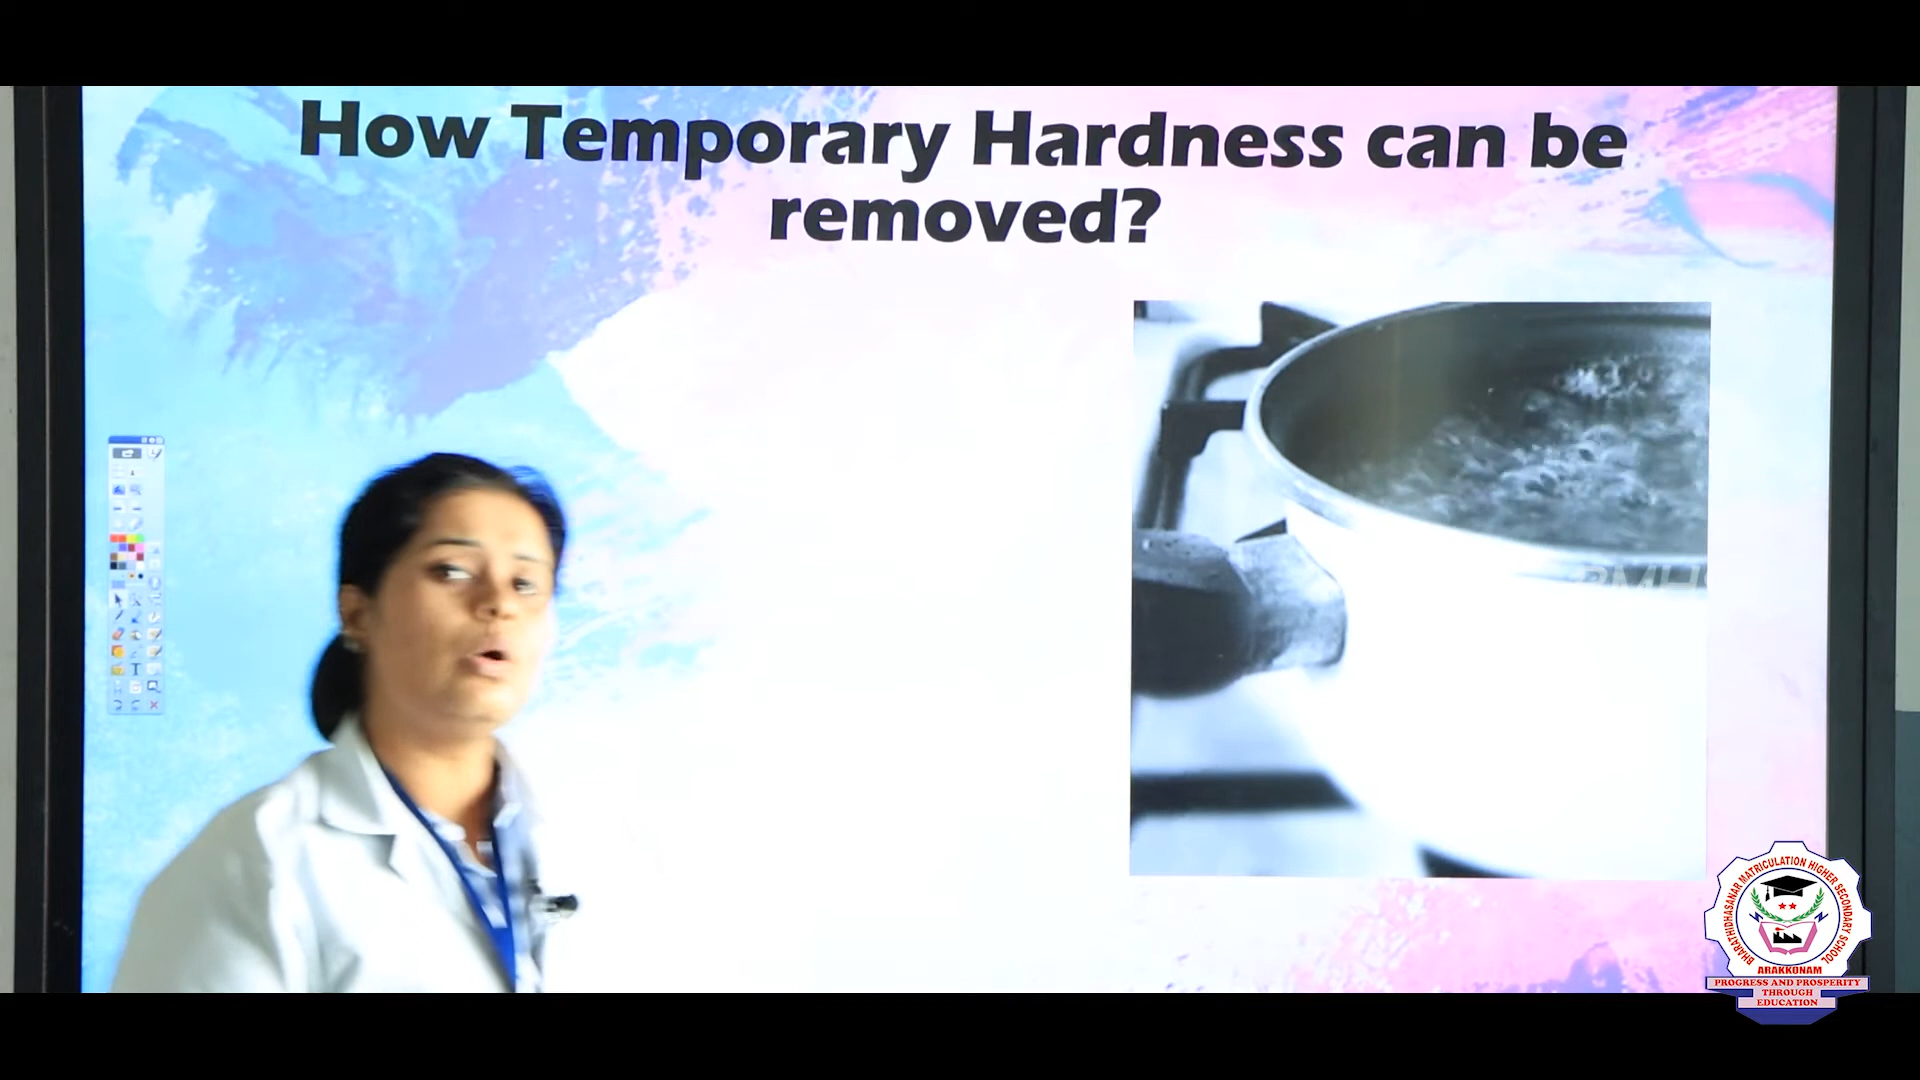 How Temporary Hardness can be
removed?
BHARATHIDHASANAR MATRICULATION HIGHER SECONDARY SCHOOL
ARAKKONAM
PROGRESS AND PROSPERITY
THROUGH
EDUCATION